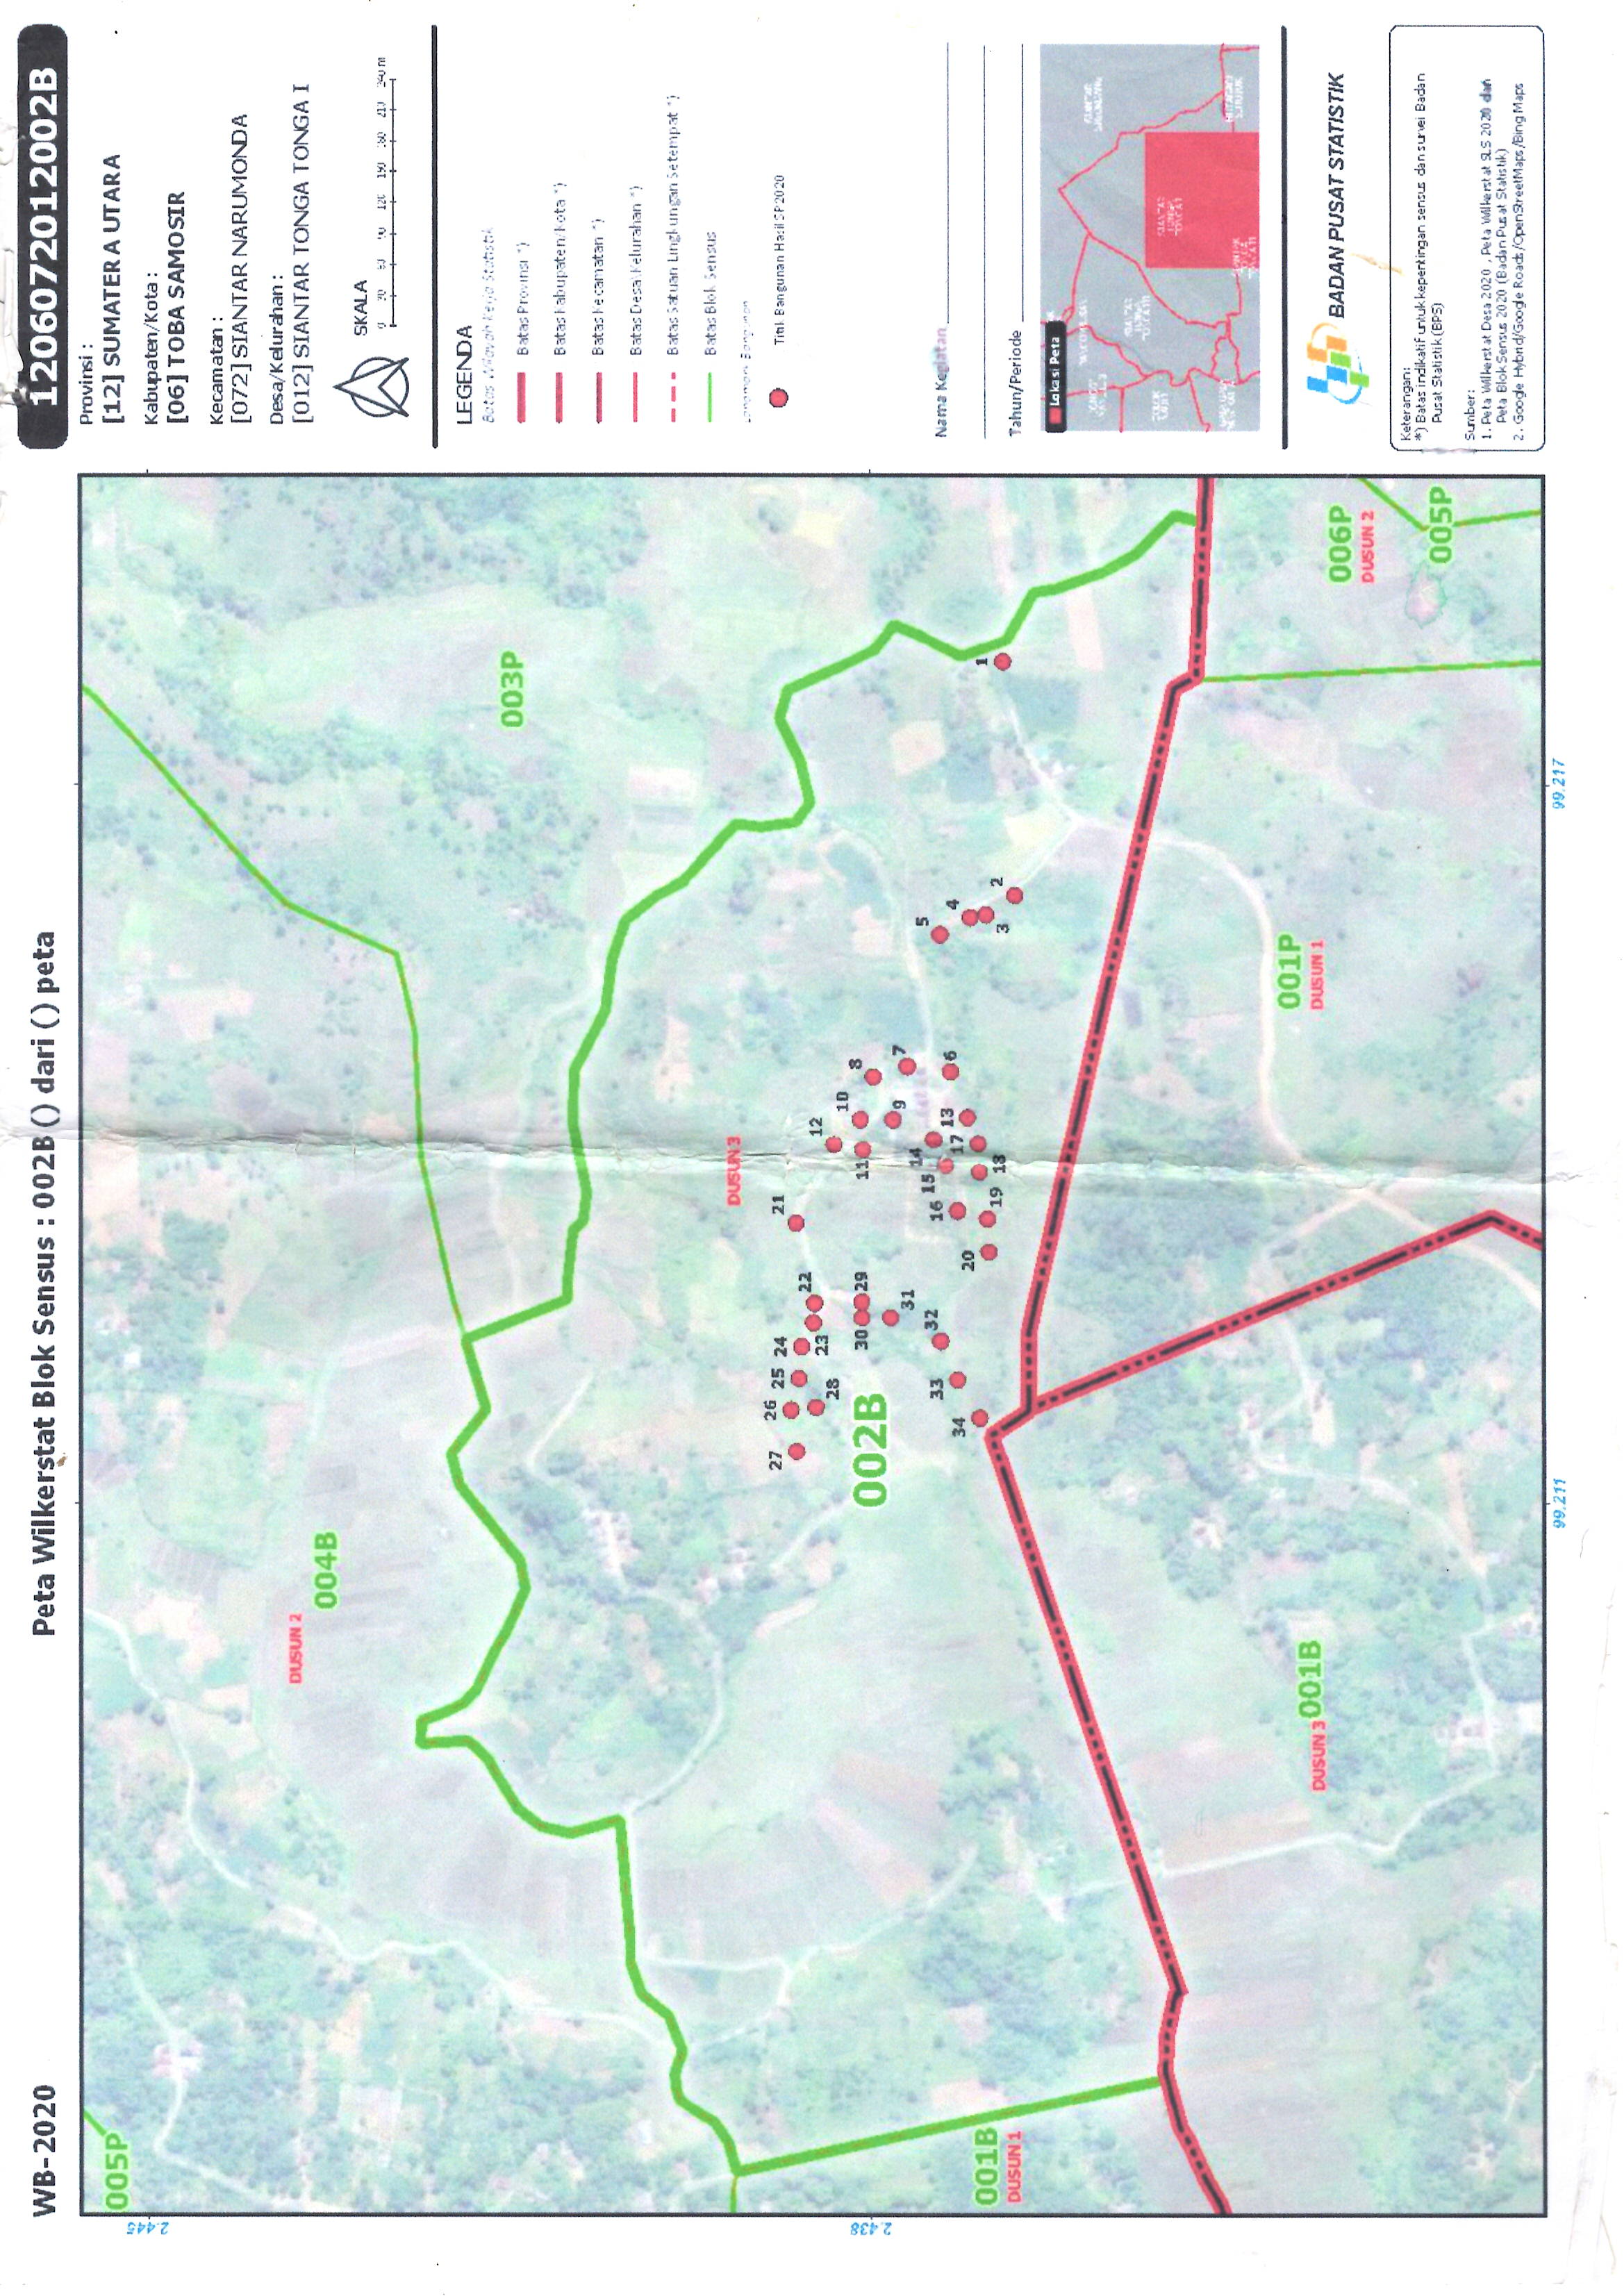 WB-2020
Peta Wilkerstat Blok Sensus : 002B () dari () peta
1206072012002B
Provinsi :
[12] SUMATERA UTARA
Kabupaten/Kota :
[06] TOBA SAMOSIR
Kecamatan :
[072] SIANTAR NARUMONDA
Desa/Kelurahan :
[012] SIANTAR TONGA TONGA I
SKALA
0 30 60 90 120 150 180 210 240 m
LEGENDA
Batas Wilayah Kerja Statistik
Batas Provinsi *)
Batas Kabupaten/Kota *)
Batas Kecamatan *)
Batas Desa/Kelurahan *)
Batas Satuan Lingkungan Setempat *)
Batas Blok Sensus
Landmark Bangunan
Titik Bangunan Hasil SP2020
Nama Kegiatan
Tahun/Periode
Lokasi Peta
SIANTAR
TONGA
TONGA I
BADAN PUSAT STATISTIK
Keterangan:
*) Batas indikatif untuk kepentingan sensus dan survei Badan
Pusat Statistik (BPS)
Sumber:
1. Peta Wilkerstat Desa 2020 , Peta Wilkerstat SLS 2020 dan
Peta Blok Sensus 2020 (Badan Pusat Statistik)
2. Google Hybrid/Google Roads/OpenStreetMaps/Bing Maps
005P
2.445
DUSUN 2
004B
003P
DUSUN 3
27
26
25
24
21
23
22
28
12
2.438
002B
30
29
11
10
8
31
9
7
14
5
33
32
16
15
13
6
4
34
20
17
1
19
18
3
2
001B
DUSUN 1
DUSUN 3
001B
001P
DUSUN 1
006P
DUSUN 2
005P
99.211
99.217